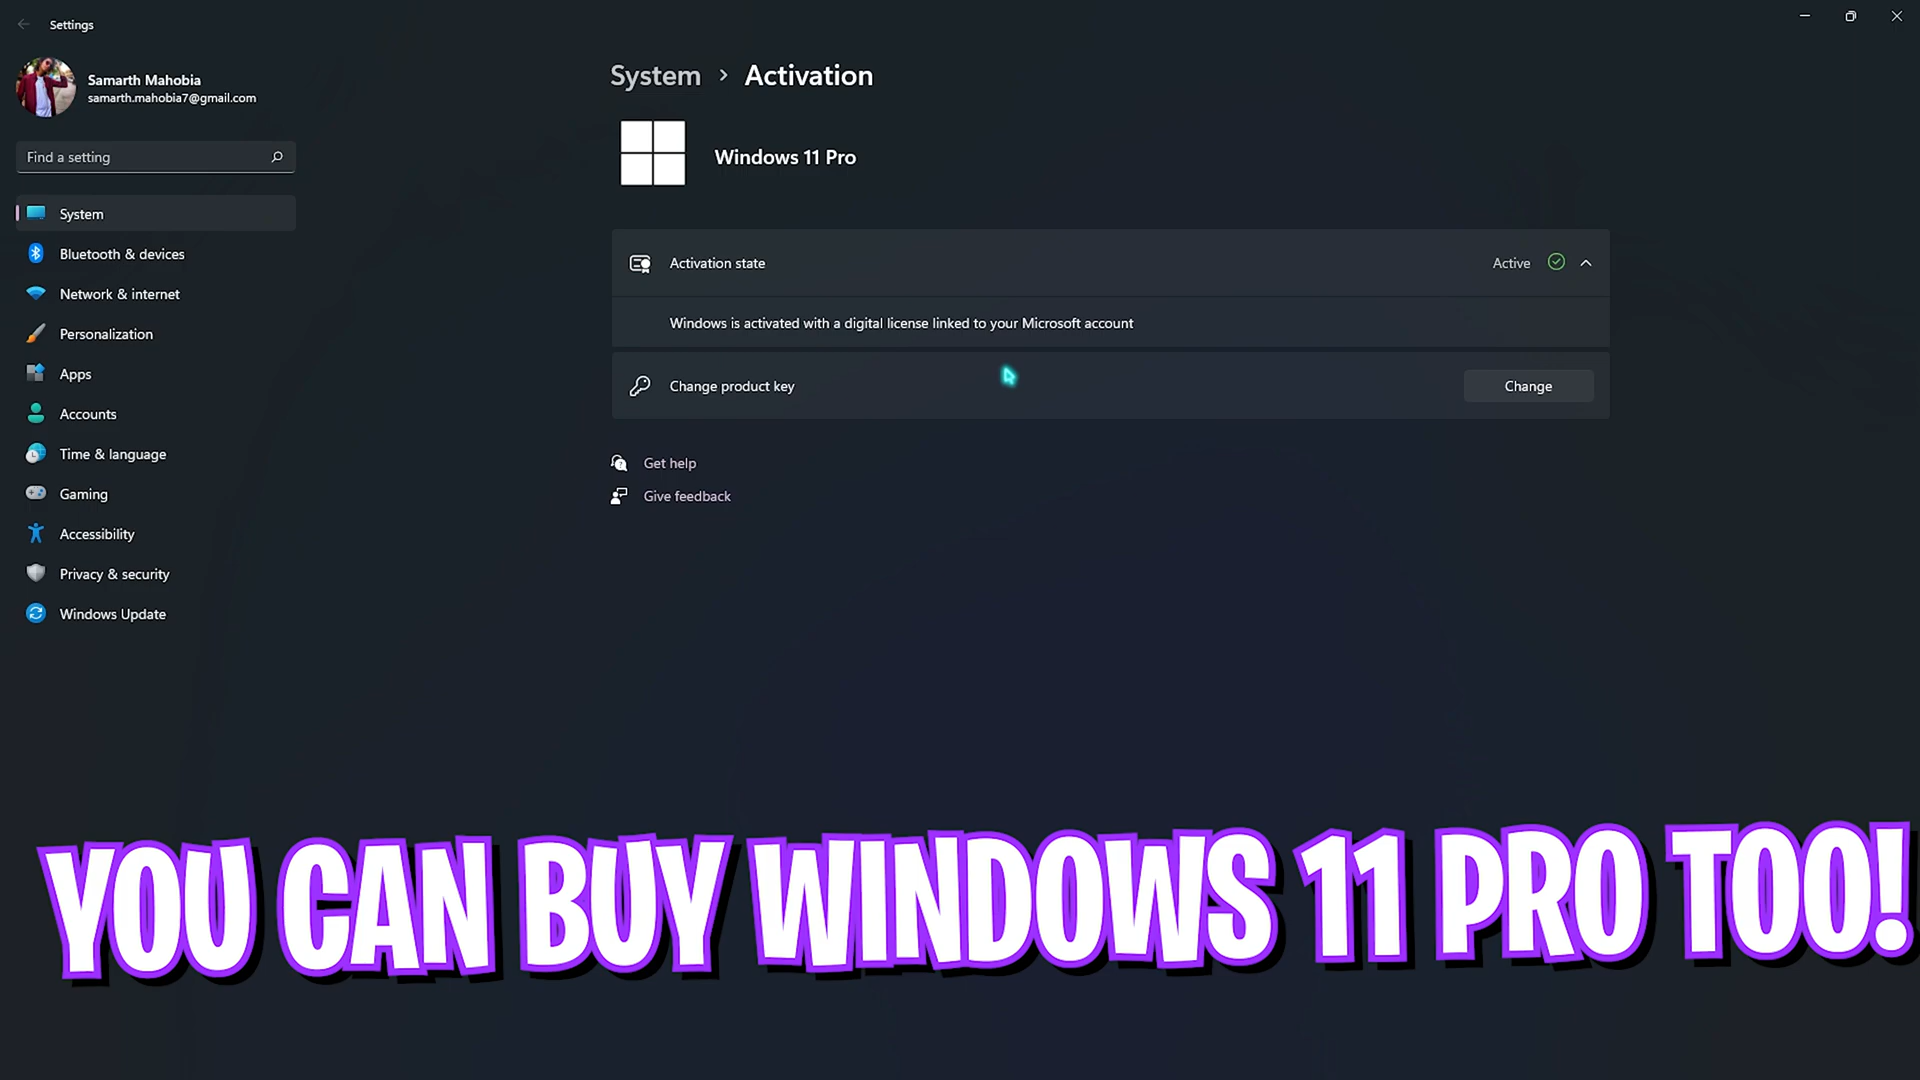 Settings
Samarth Mahobia
samarth.mahobia7@gmail.com
Find a setting
System
Bluetooth & devices
Network & internet
Personalization
Apps
Accounts
Time & language
Gaming
Accessibility
Privacy & security
Windows Update
System > Activation
Windows 11 Pro
Activation state Active
Windows is activated with a digital license linked to your Microsoft account
Change product key Change
Get help
Give feedback
YOU CAN BUY WINDOWS 11 PRO TOO!